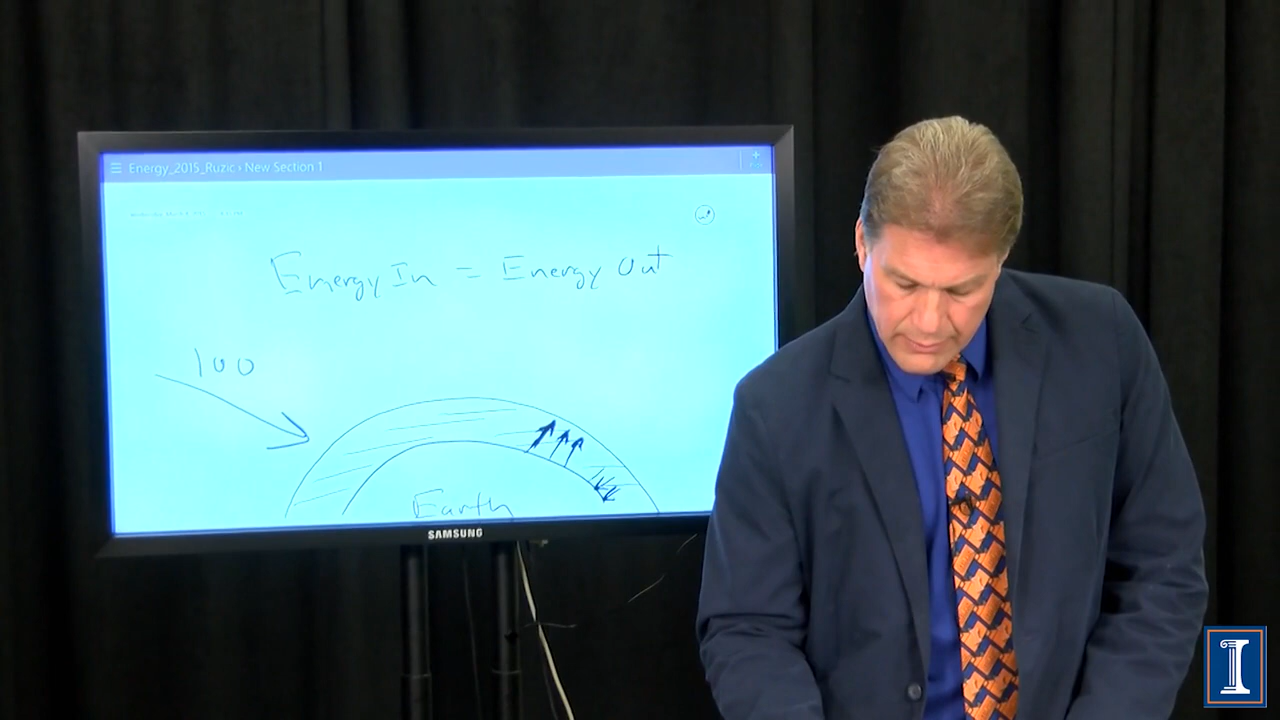 Energy_2015_Ruzic › New Section 1
Energy In = Energy Out
100
Earth
SAMSUNG